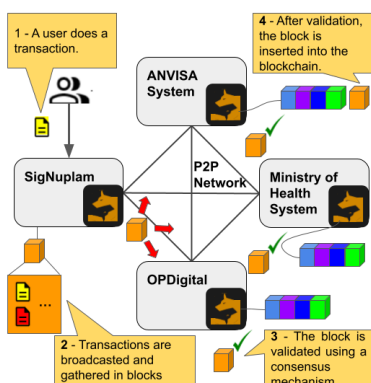 1 - A user does a
transaction.
4 - After validation,
the block is
inserted into the
blockchain.
ANVISA
System
SigNuplam
P2P
Network
Ministry of
Health
System
OPDigital
...
2 - Transactions are
broadcasted and
gathered in blocks
3 - The block is
validated using a
consensus
mechanism